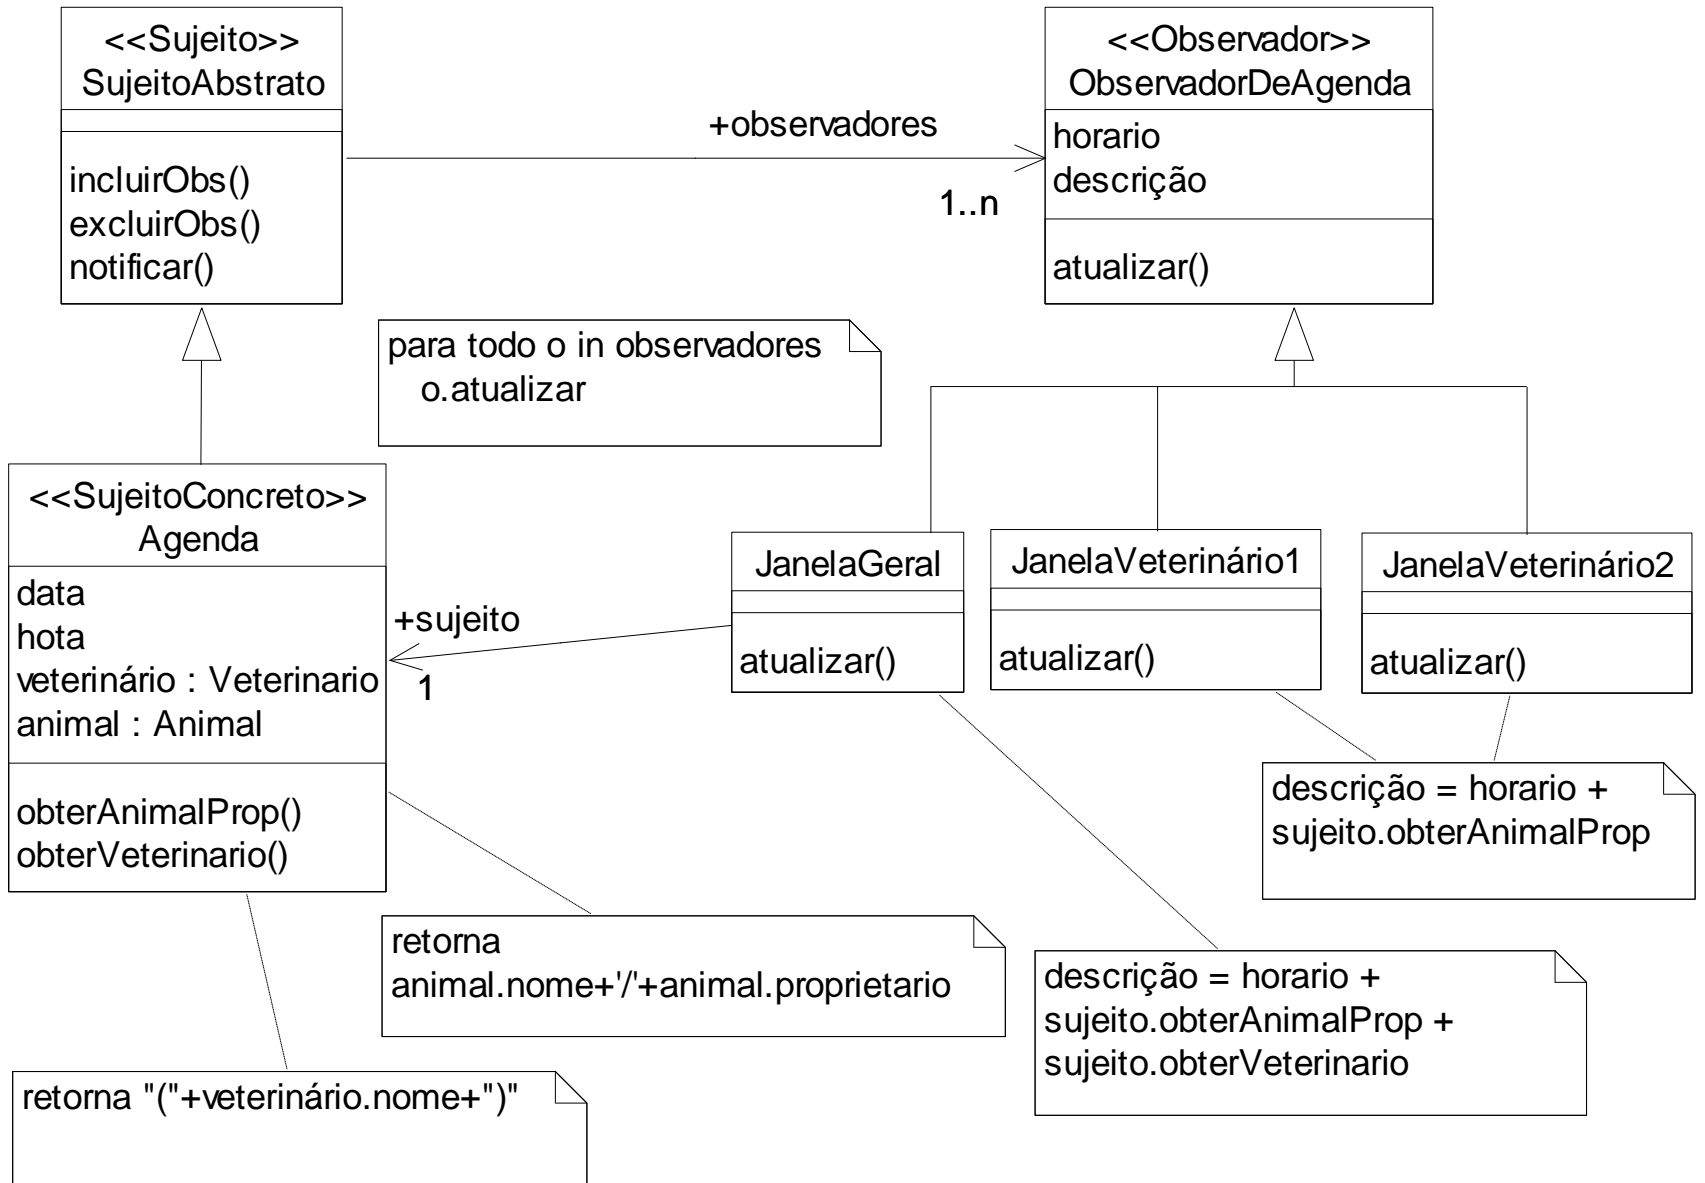 <<Sujeito>>
SujeitoAbstrato
incluirObs()
excluirObs()
notificar()
+observadores
1..n
<<Observador>>
ObservadorDeAgenda
horario
descrição
atualizar()
para todo o in observadores
o.atualizar
<<SujeitoConcreto>>
Agenda
data
hota
veterinário : Veterinario
animal : Animal
obterAnimalProp()
obterVeterinario()
+sujeito
1
JanelaGeral
atualizar()
JanelaVeterinário1
atualizar()
JanelaVeterinário2
atualizar()
descrição = horario +
sujeito.obterAnimalProp
retorna
animal.nome+'/'+animal.proprietario
descrição = horario +
sujeito.obterAnimalProp +
sujeito.obterVeterinario
retorna "("+veterinário.nome+")"